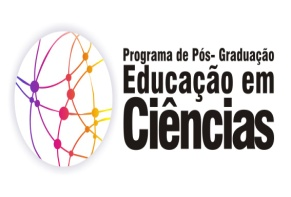 Programa de Pós- Graduação
Educação em
Ciências